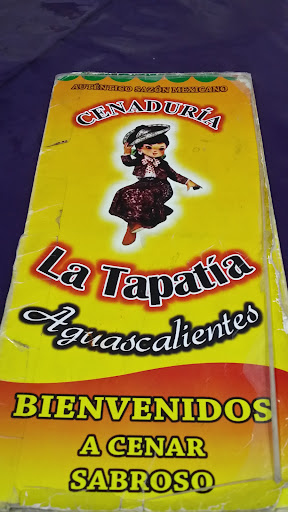 AUTÉNTICO SAZÓN MEXICANO
CENADURÍA
La Tapatía
Aguascalientes
BIENVENIDOS
A CENAR
SABROSO